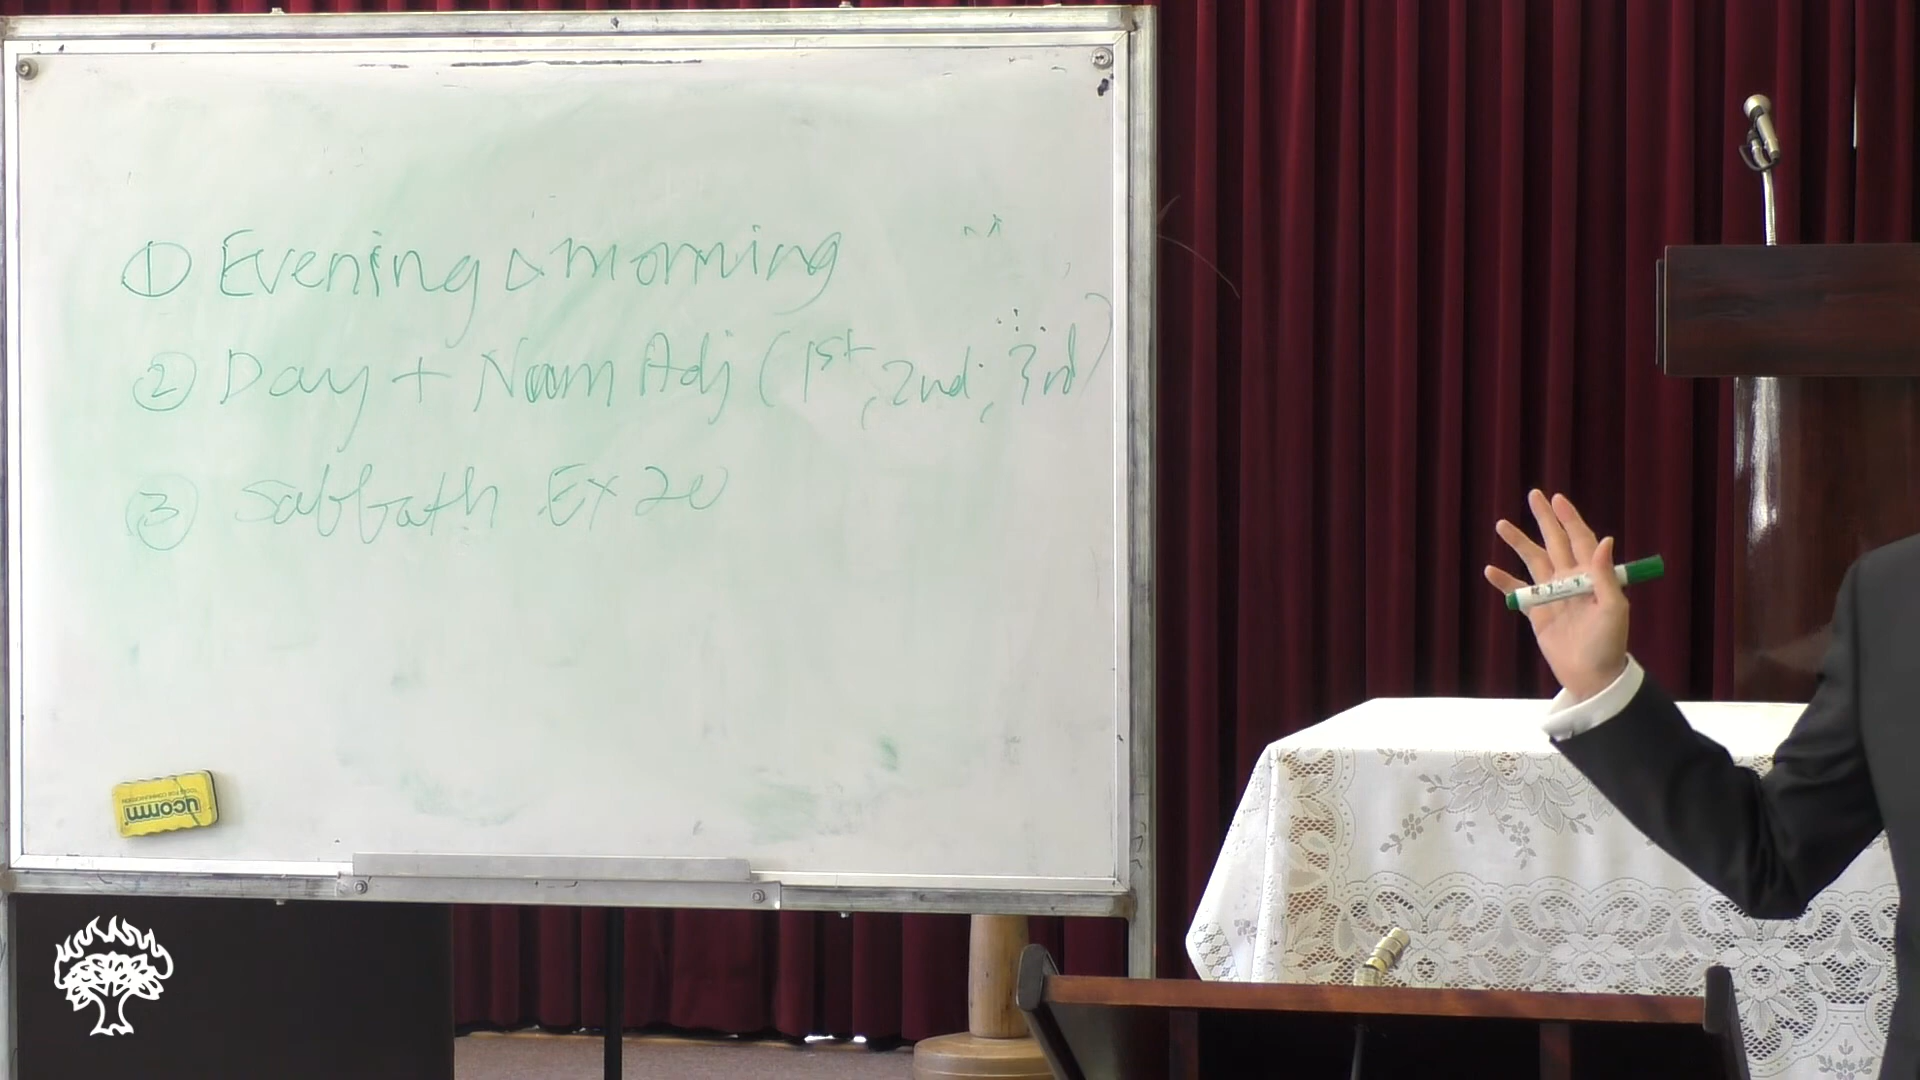 ① Evening & morning
② Day + Num Adj (1st, 2nd, 3rd)
③ Sabbath Ex 20
ucomm